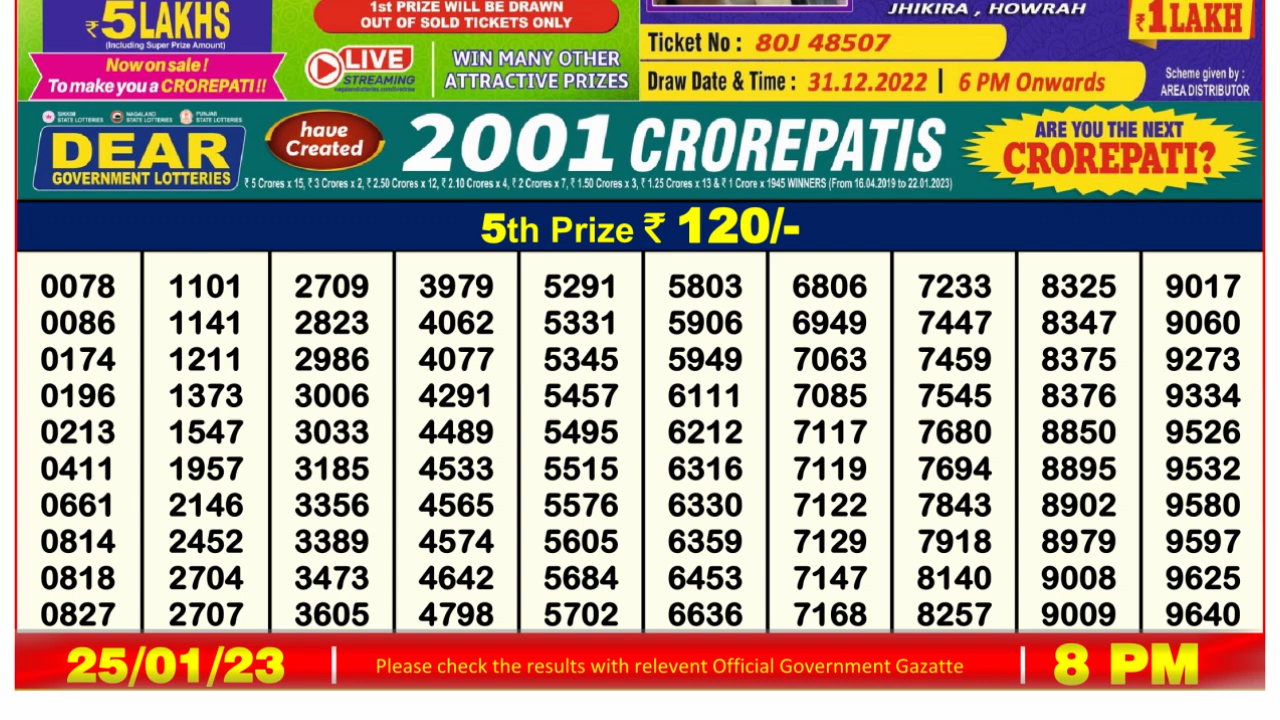 ₹5 LAKHS
(Including Super Prize Amount)
Now on sale !
To make you a CROREPATI !!
1st PRIZE WILL BE DRAWN
OUT OF SOLD TICKETS ONLY
LIVE
STREAMING
WIN MANY OTHER
ATTRACTIVE PRIZES
JHIKIRA , HOWRAH
Ticket No : 80J 48507
Draw Date & Time : 31.12.2022 | 6 PM Onwards
₹1 LAKH
Scheme given by :
AREA DISTRIBUTOR
SIKKIM STATE LOTTERIES NAGALAND STATE LOTTERIES PUNJAB STATE LOTTERIES
DEAR
GOVERNMENT LOTTERIES
have
Created
2001 CROREPATIS
₹ 5 Crores x 15, ₹ 3 Crores x 2, ₹ 2.50 Crores x 12, ₹ 2.10 Crores x 4, ₹ 2 Crores x 7, ₹ 1.50 Crores x 3, ₹ 1.25 Crores x 13 & ₹ 1 Crore x 1945 WINNERS (From 16.04.2019 to 22.01.2023)
ARE YOU THE NEXT
CROREPATI?
5th Prize ₹ 120/-
0078 1101 2709 3979 5291 5803 6806 7233 8325 9017
0086 1141 2823 4062 5331 5906 6949 7447 8347 9060
0174 1211 2986 4077 5345 5949 7063 7459 8375 9273
0196 1373 3006 4291 5457 6111 7085 7545 8376 9334
0213 1547 3033 4489 5495 6212 7117 7680 8850 9526
0411 1957 3185 4533 5515 6316 7119 7694 8895 9532
0661 2146 3356 4565 5576 6330 7122 7843 8902 9580
0814 2452 3389 4574 5605 6359 7129 7918 8979 9597
0818 2704 3473 4642 5684 6453 7147 8140 9008 9625
0827 2707 3605 4798 5702 6636 7168 8257 9009 9640
25/01/23 | Please check the results with relevent Official Government Gazatte | 8 PM